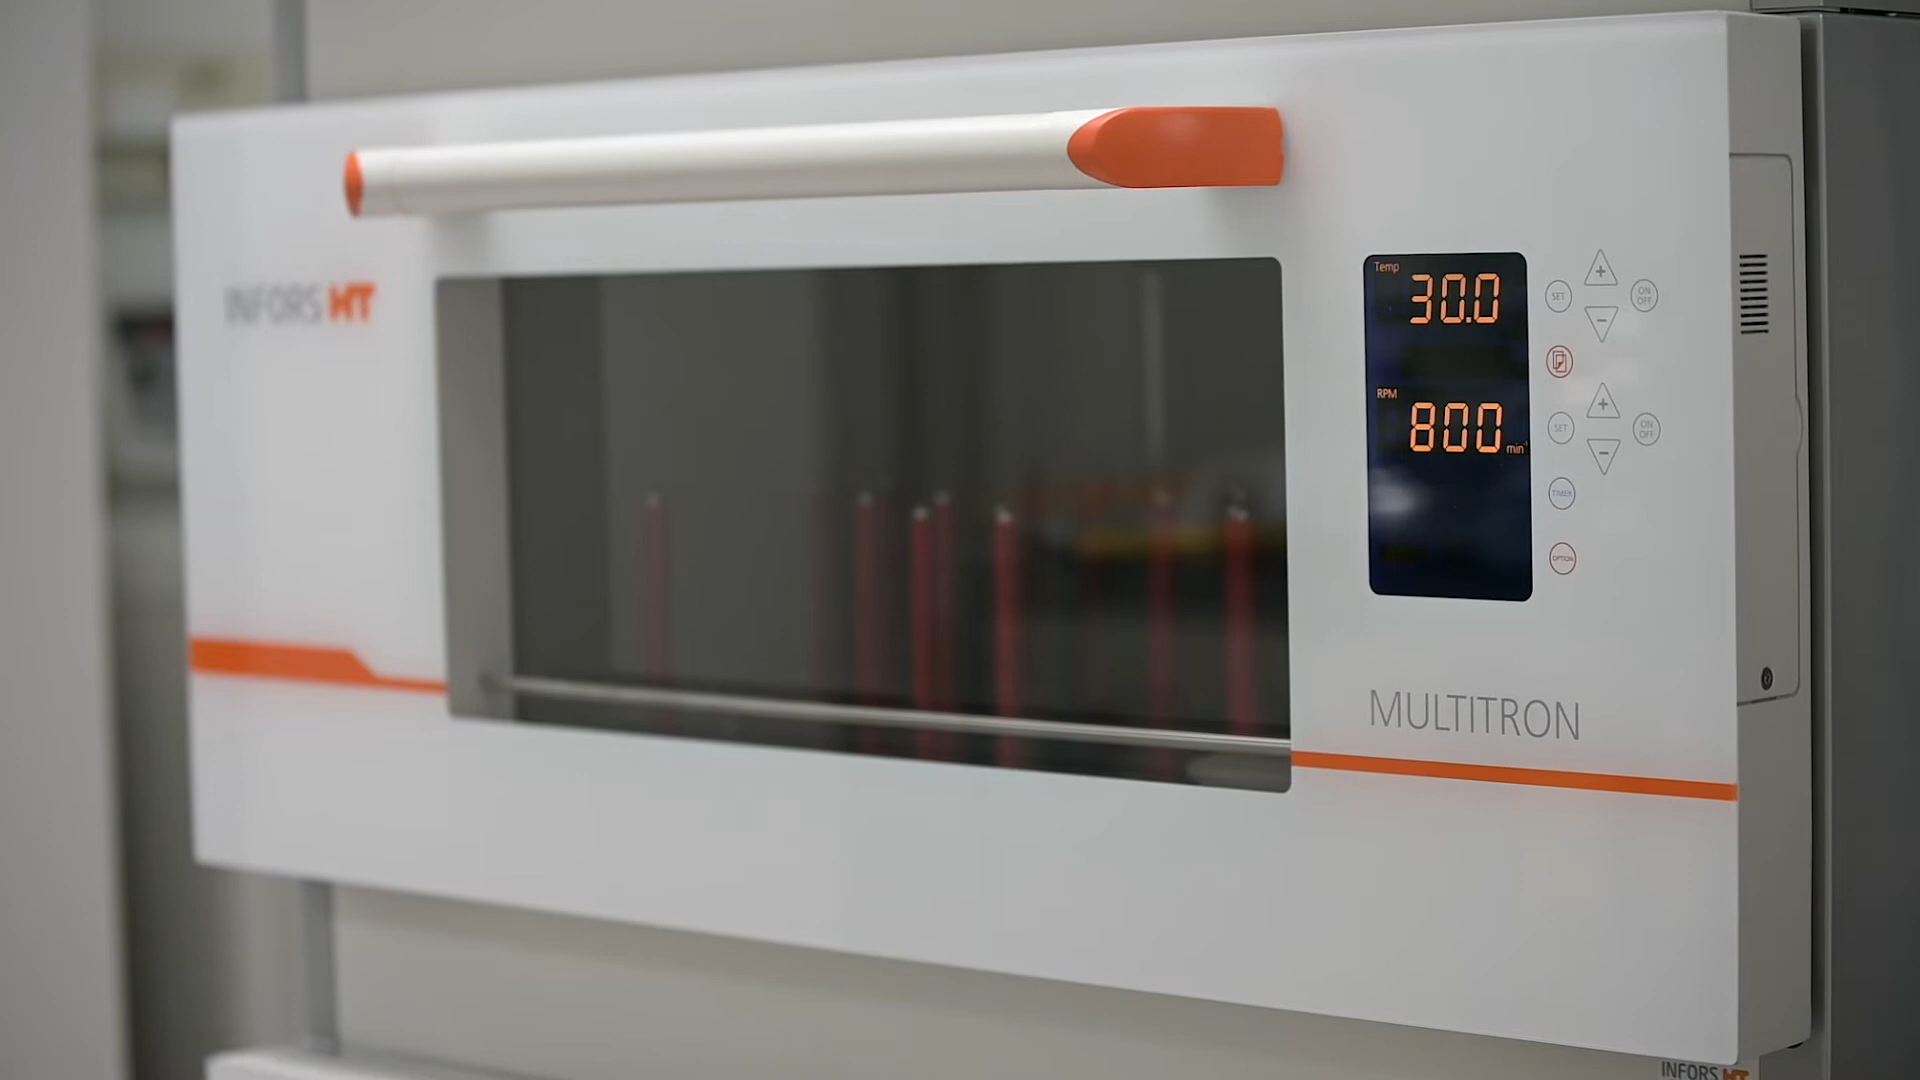 INFORS HT
Temp
30.0
RPM
800 min⁻¹
SET
+
−
ON
OFF
SET
+
−
ON
OFF
TIMER
OPTION
MULTITRON
INFORS HT